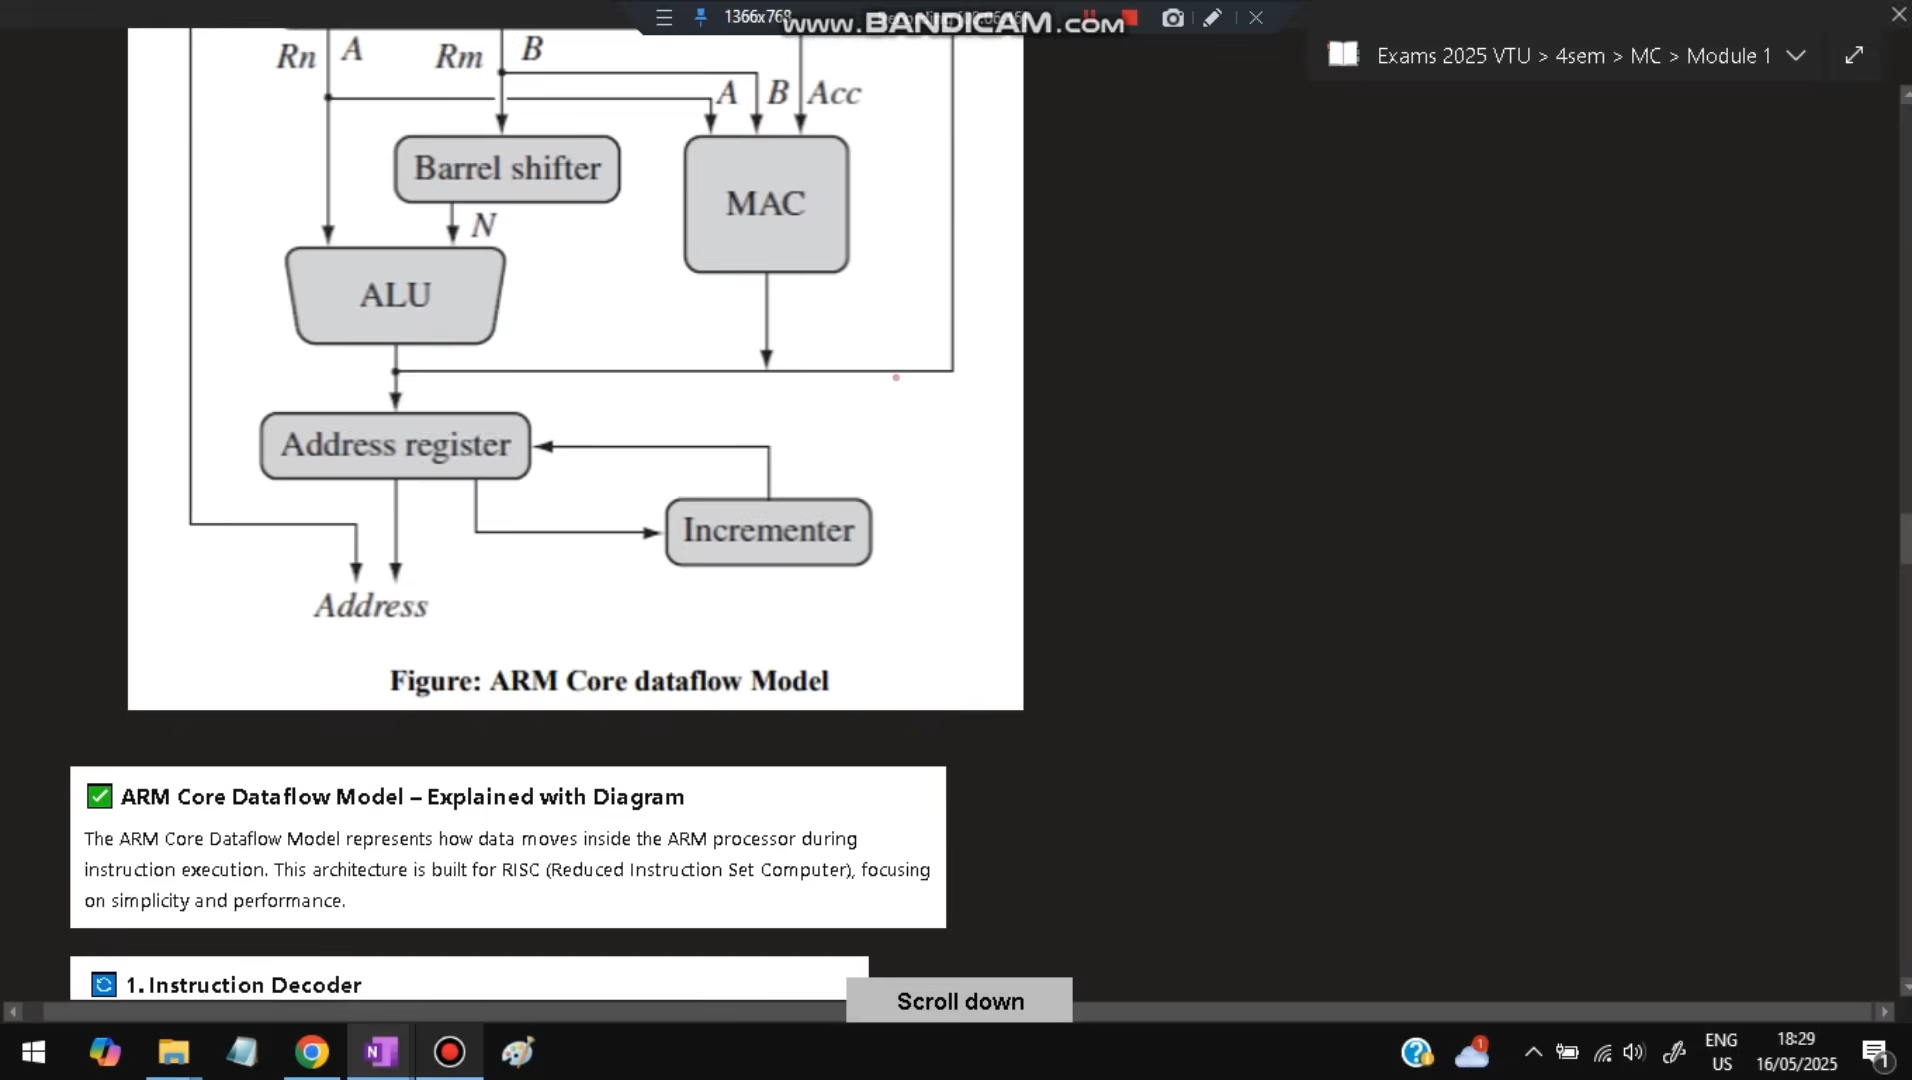 1366x768
www.BANDICAM.com
Exams 2025 VTU > 4sem > MC > Module 1
Rn A Rm B
A B Acc
Barrel shifter
MAC
N
ALU
Address register
Incrementer
Address
Figure: ARM Core dataflow Model
ARM Core Dataflow Model – Explained with Diagram
The ARM Core Dataflow Model represents how data moves inside the ARM processor during
instruction execution. This architecture is built for RISC (Reduced Instruction Set Computer), focusing
on simplicity and performance.
1. Instruction Decoder
Scroll down
N
1
ENG
US
18:29
16/05/2025
1